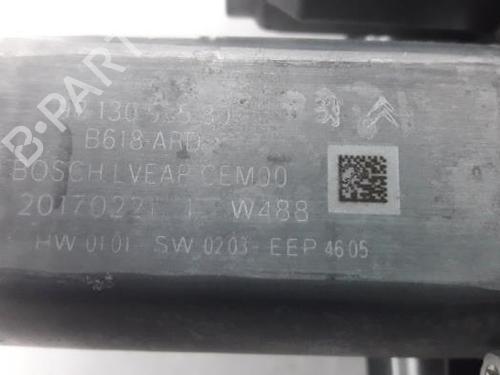 B-PART
B618-ARD
BOSCH LVEAP CEM00
20170221 1 W488
HW 0101 - SW 0203 - EEP 4605